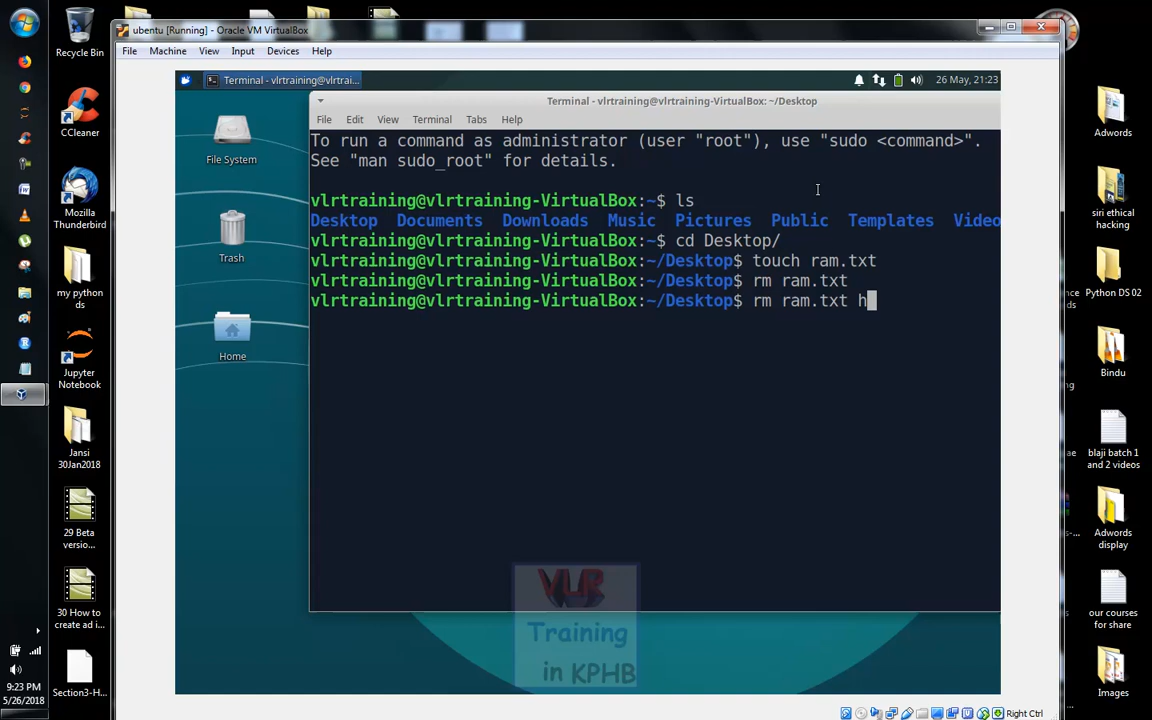 Recycle Bin
CCleaner
Mozilla
Thunderbird
my python
ds
Jupyter
Notebook
Jansi
30Jan2018
29 Beta
versio...
30 How to
create ad i...
Section3-H...
9:23 PM
5/26/2018
ubentu [Running] - Oracle VM VirtualBox
File Machine View Input Devices Help
Terminal - vlrtraining@vlrtrai...
26 May, 21:23
File System
Trash
Home
Terminal - vlrtraining@vlrtraining-VirtualBox: ~/Desktop
File Edit View Terminal Tabs Help
To run a command as administrator (user "root"), use "sudo <command>".
See "man sudo_root" for details.
vlrtraining@vlrtraining-VirtualBox:~$ ls
Desktop Documents Downloads Music Pictures Public Templates Video
vlrtraining@vlrtraining-VirtualBox:~$ cd Desktop/
vlrtraining@vlrtraining-VirtualBox:~/Desktop$ touch ram.txt
vlrtraining@vlrtraining-VirtualBox:~/Desktop$ rm ram.txt
vlrtraining@vlrtraining-VirtualBox:~/Desktop$ rm ram.txt h
VLR
Training
in KPHB
Right Ctrl
Adwords
siri ethical
hacking
Python DS 02
Bindu
blaji batch 1
and 2 videos
Adwords
display
our courses
for share
Images